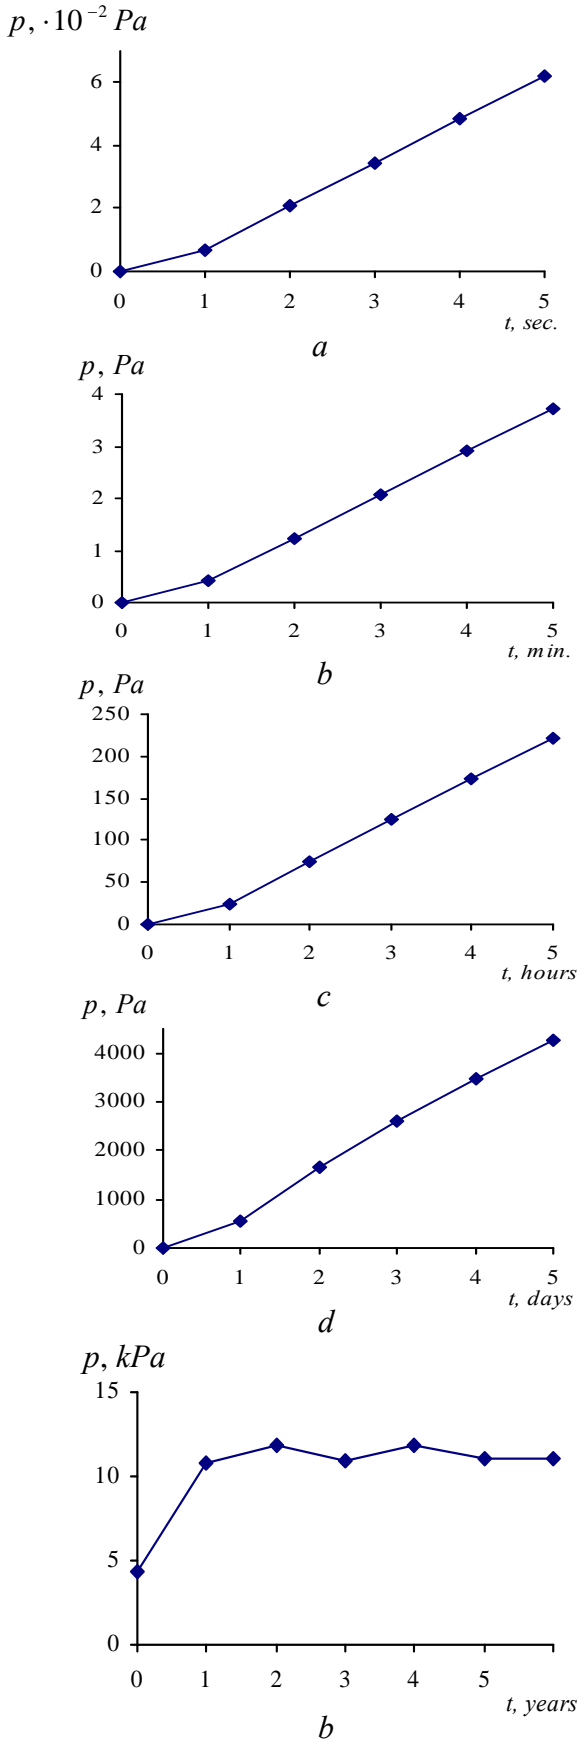 p, ·10⁻² Pa
6
4
2
0
0 1 2 3 4 5
t, sec.
a
p, Pa
4
3
2
1
0
0 1 2 3 4 5
t, min.
b
p, Pa
250
200
150
100
50
0
0 1 2 3 4 5
t, hours
c
p, Pa
4000
3000
2000
1000
0
0 1 2 3 4 5
t, days
d
p, kPa
15
10
5
0
0 1 2 3 4 5
t, years
b